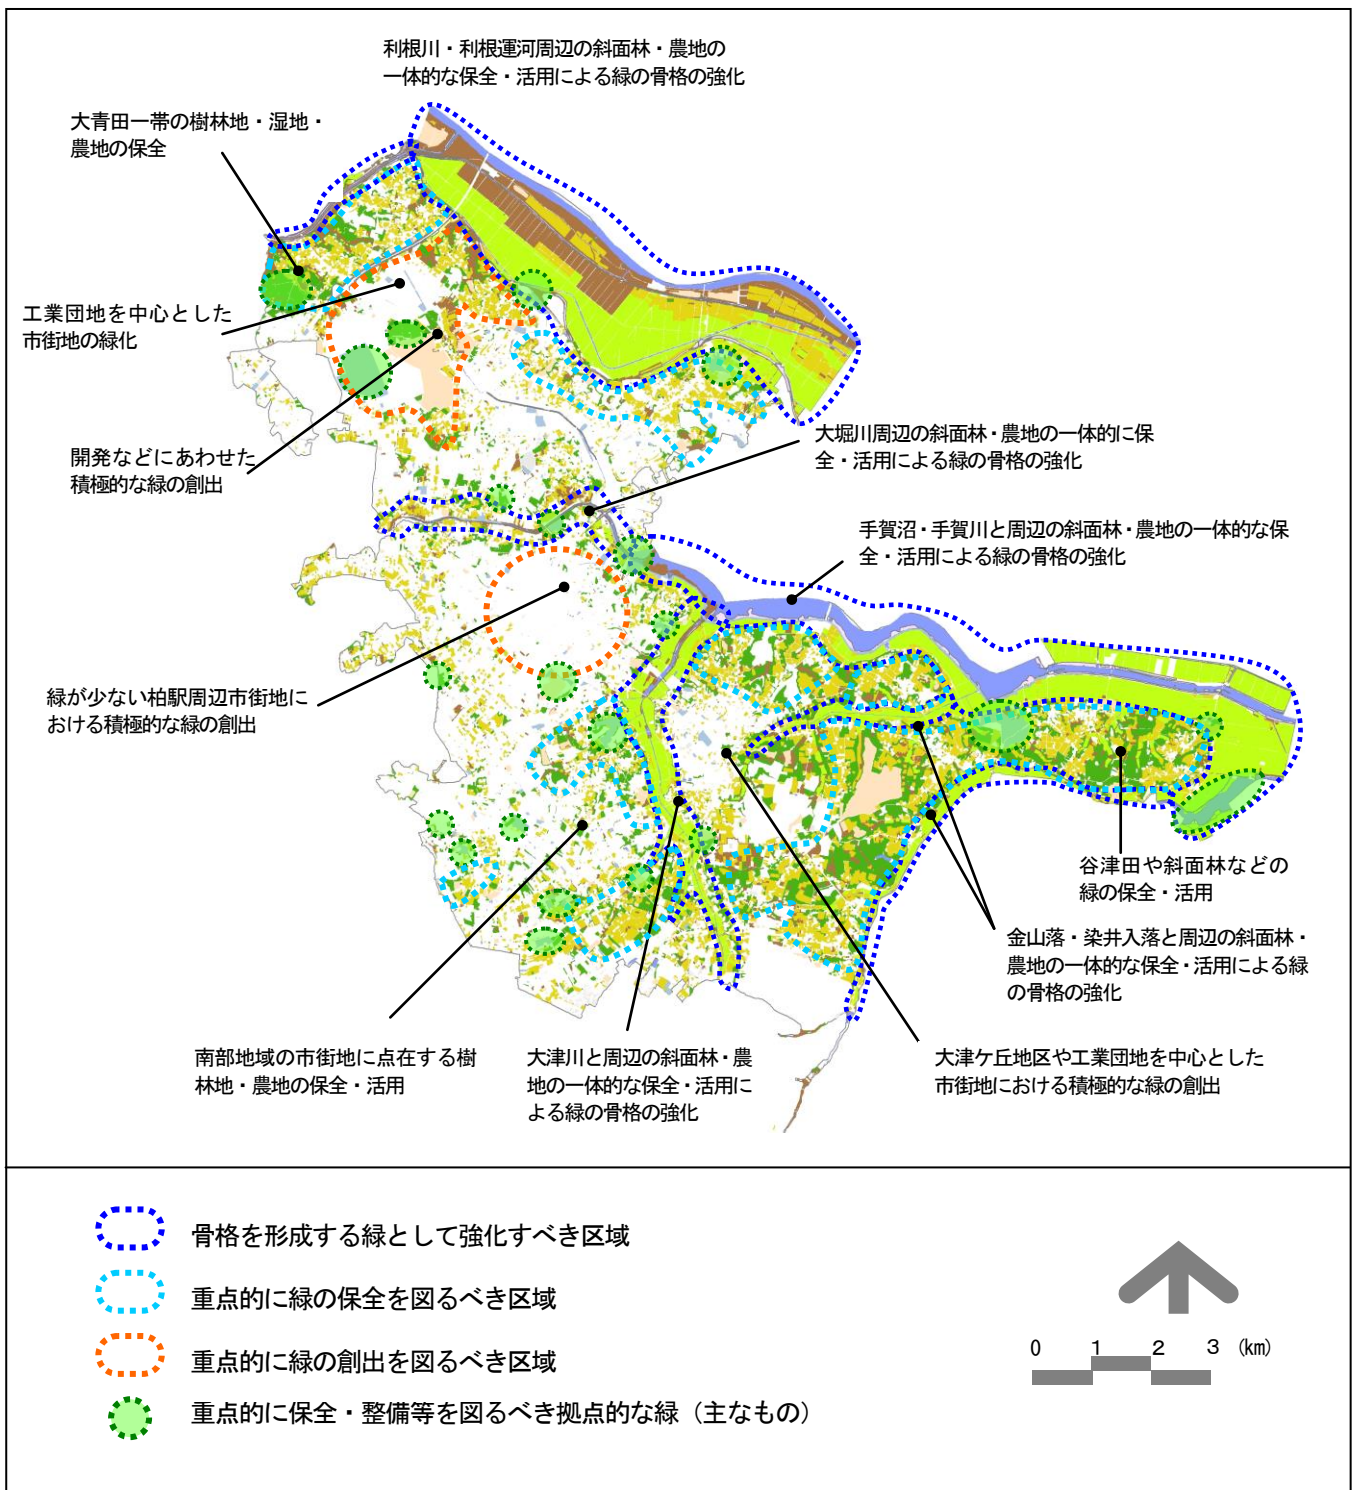 利根川・利根運河周辺の斜面林・農地の
一体的な保全・活用による緑の骨格の強化
大青田一帯の樹林地・湿地・
農地の保全
工業団地を中心とした
市街地の緑化
開発などにあわせた
積極的な緑の創出
大堀川周辺の斜面林・農地の一体的に保
全・活用による緑の骨格の強化
手賀沼・手賀川と周辺の斜面林・農地の一体的な保
全・活用による緑の骨格の強化
緑が少ない柏駅周辺市街地に
おける積極的な緑の創出
谷津田や斜面林などの
緑の保全・活用
金山落・染井入落と周辺の斜面林・
農地の一体的な保全・活用による緑
の骨格の強化
南部地域の市街地に点在する樹
林地・農地の保全・活用
大津川と周辺の斜面林・農
地の一体的な保全・活用に
よる緑の骨格の強化
大津ケ丘地区や工業団地を中心とした
市街地における積極的な緑の創出
骨格を形成する緑として強化すべき区域
重点的に緑の保全を図るべき区域
重点的に緑の創出を図るべき区域
重点的に保全・整備等を図るべき拠点的な緑（主なもの）
0 1 2 3 (km)